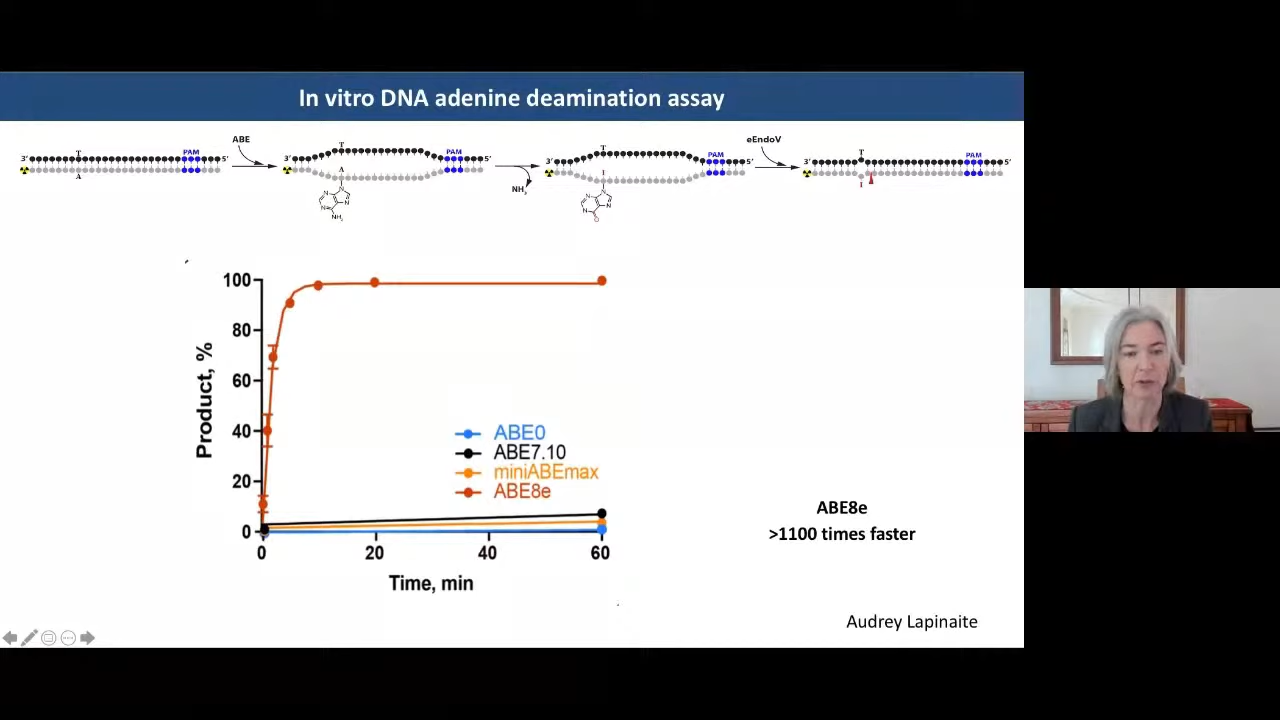 In vitro DNA adenine deamination assay
3' T PAM 5'
A
ABE
3' T PAM 5'
A
N
N N N N
NH₂
NH₃
3' T PAM 5'
I
N
N N N N
O
eEndoV
3' T PAM 5'
I
Product, %
100
80
60
40
20
0
ABE0
ABE7.10
miniABEmax
ABE8e
0 20 40 60
Time, min
ABE8e
>1100 times faster
Audrey Lapinaite